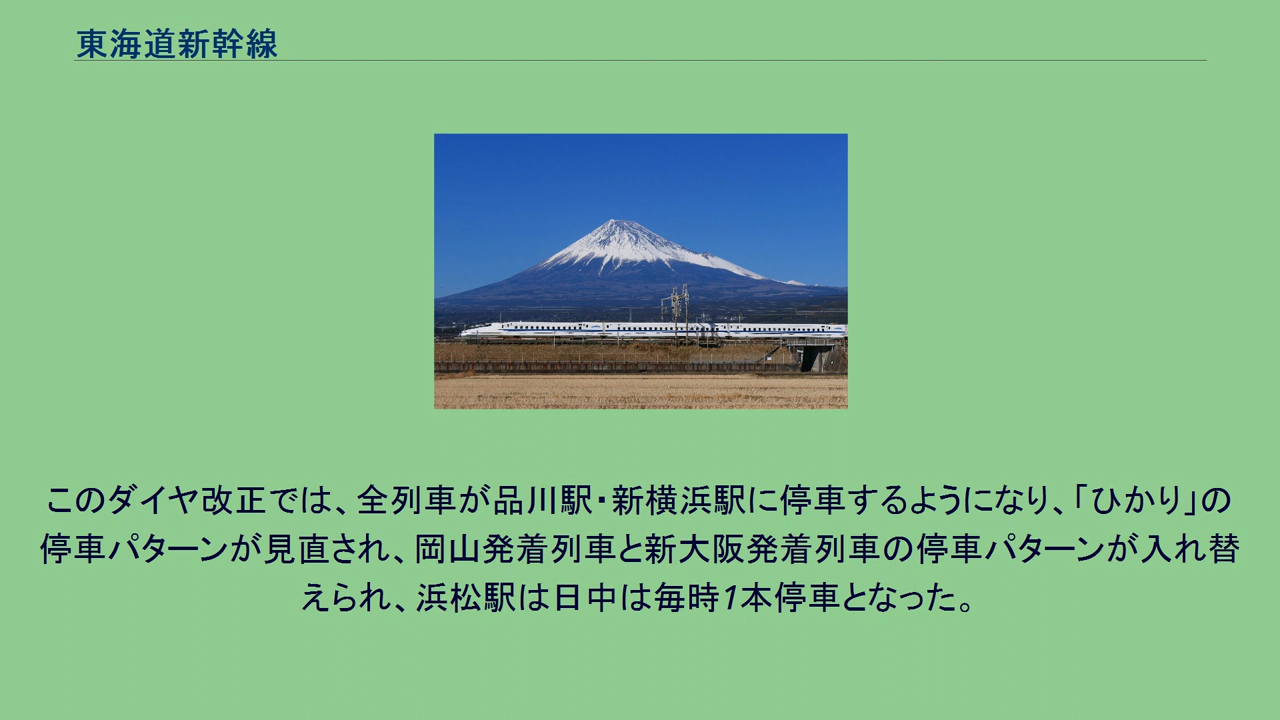 東海道新幹線
このダイヤ改正では、全列車が品川駅・新横浜駅に停車するようになり、「ひかり」の
停車パターンが見直され、岡山発着列車と新大阪発着列車の停車パターンが入れ替
えられ、浜松駅は日中は毎時1本停車となった。